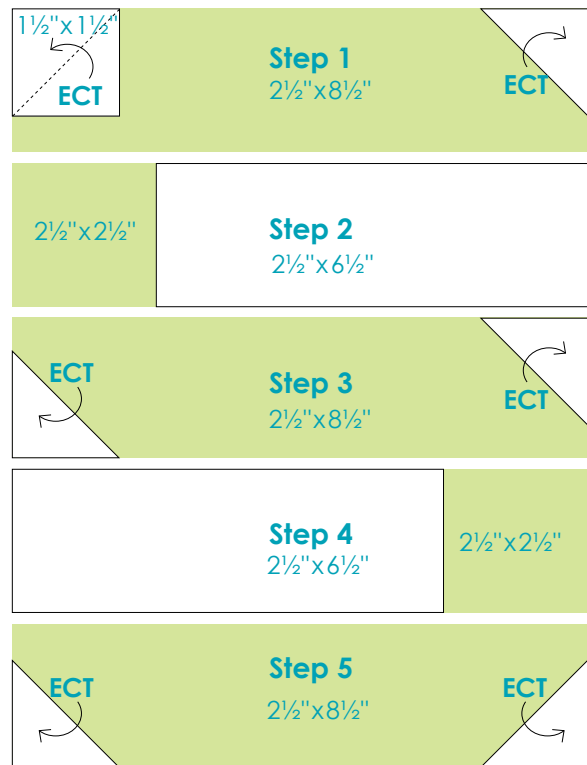 1½"x1½"
ECT
Step 1
2½"x8½"
ECT
2½"x2½"
Step 2
2½"x6½"
ECT
Step 3
2½"x8½"
ECT
Step 4
2½"x6½"
2½"x2½"
ECT
Step 5
2½"x8½"
ECT